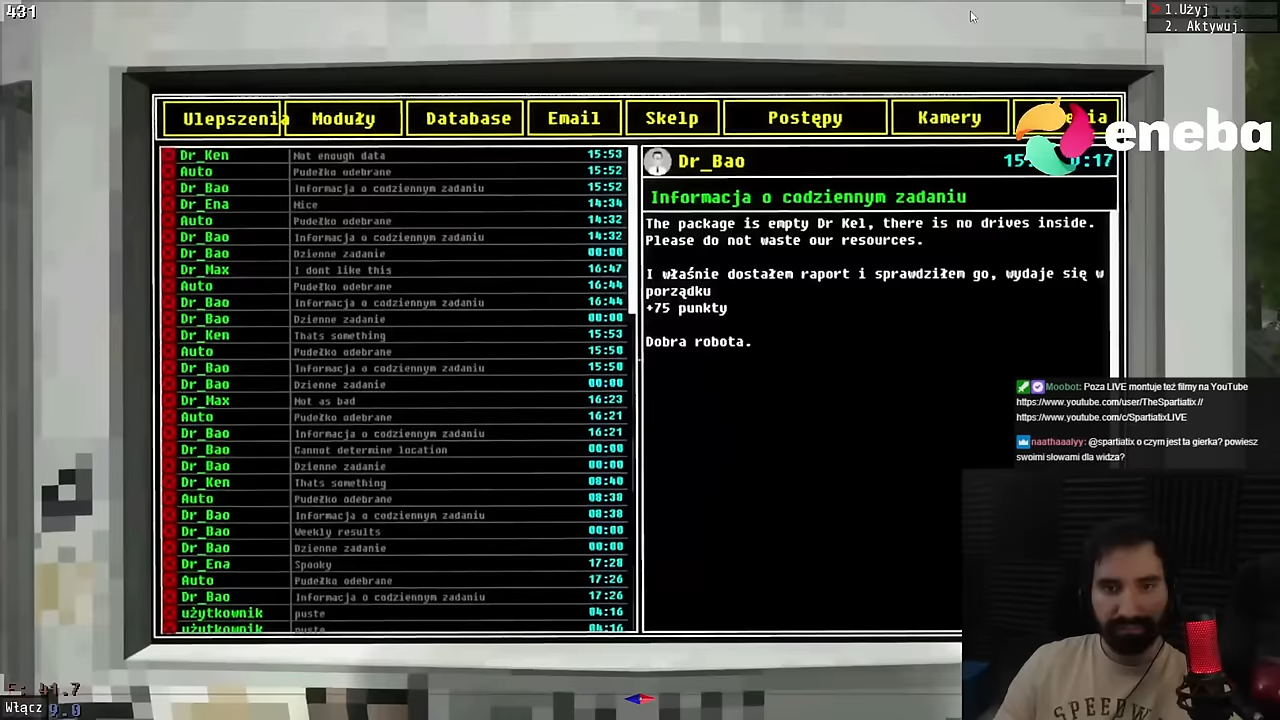 431
1.Użyj
2. Aktywuj.
Ulepszenia Moduły Database Email Skelp Postępy Kamery
eneba
Dr_Ken Not enough data 15:53
Auto Pudełko odebrane 15:52
Dr_Bao Informacja o codziennym zadaniu 15:52
Dr_Ena Nice 14:34
Auto Pudełko odebrane 14:32
Dr_Bao Informacja o codziennym zadaniu 14:32
Dr_Bao Dzienne zadanie 00:00
Dr_Max I dont like this 16:47
Auto Pudełko odebrane 16:44
Dr_Bao Informacja o codziennym zadaniu 16:44
Dr_Bao Dzienne zadanie 00:00
Dr_Ken Thats something 15:53
Auto Pudełko odebrane 15:50
Dr_Bao Informacja o codziennym zadaniu 15:50
Dr_Bao Dzienne zadanie 00:00
Dr_Max Not as bad 16:23
Auto Pudełko odebrane 16:21
Dr_Bao Informacja o codziennym zadaniu 16:21
Dr_Bao Cannot determine location 00:00
Dr_Bao Dzienne zadanie 00:00
Dr_Ken Thats something 08:40
Auto Pudełko odebrane 08:38
Dr_Bao Informacja o codziennym zadaniu 08:38
Dr_Bao Weekly results 00:00
Dr_Bao Dzienne zadanie 00:00
Dr_Ena Spooky 17:28
Auto Pudełko odebrane 17:26
Dr_Bao Informacja o codziennym zadaniu 17:26
użytkownik puste 04:16
użytkownik puste 04:16
Dr_Bao
Informacja o codziennym zadaniu
The package is empty Dr Kel, there is no drives inside.
Please do not waste our resources.
I właśnie dostałem raport i sprawdziłem go, wydaje się w
porządku
+75 punkty
Dobra robota.
Moobot: Poza LIVE montuje też filmy na YouTube
https://www.youtube.com/user/TheSpartiatix //
https://www.youtube.com/c/SpartiatixLIVE
naathaaalyy: @spartiatix o czym jest ta gierka? powiesz
swoimi słowami dla widza?
Włącz
SPEEDW